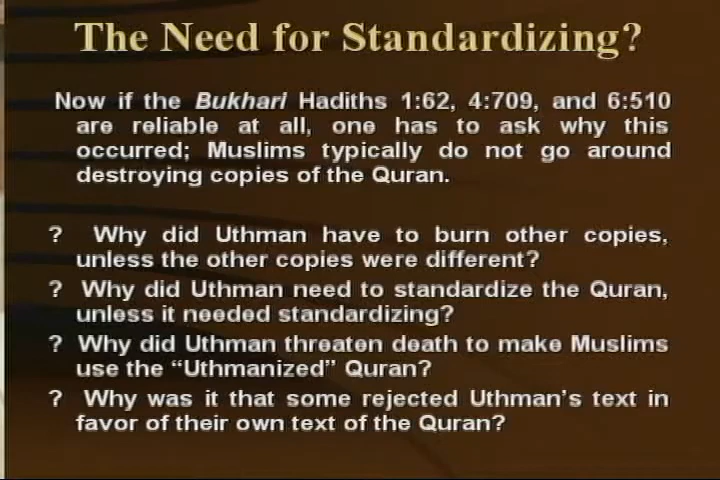 The Need for Standardizing?
Now if the Bukhari Hadiths 1:62, 4:709, and 6:510
are reliable at all, one has to ask why this
occurred; Muslims typically do not go around
destroying copies of the Quran.
? Why did Uthman have to burn other copies,
unless the other copies were different?
? Why did Uthman need to standardize the Quran,
unless it needed standardizing?
? Why did Uthman threaten death to make Muslims
use the “Uthmanized” Quran?
? Why was it that some rejected Uthman’s text in
favor of their own text of the Quran?